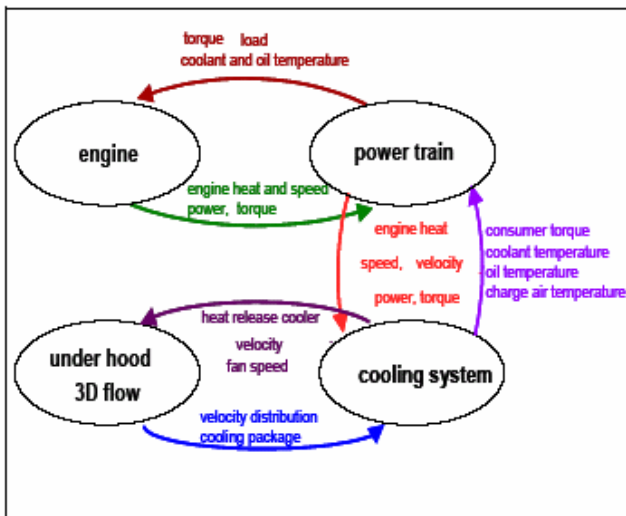 torque load
coolant and oil temperature
engine
power train
engine heat and speed
power, torque
engine heat
speed, velocity
power, torque
consumer torque
coolant temperature
oil temperature
charge air temperature
heat release cooler
velocity
fan speed
under hood
3D flow
cooling system
velocity distribution
cooling package